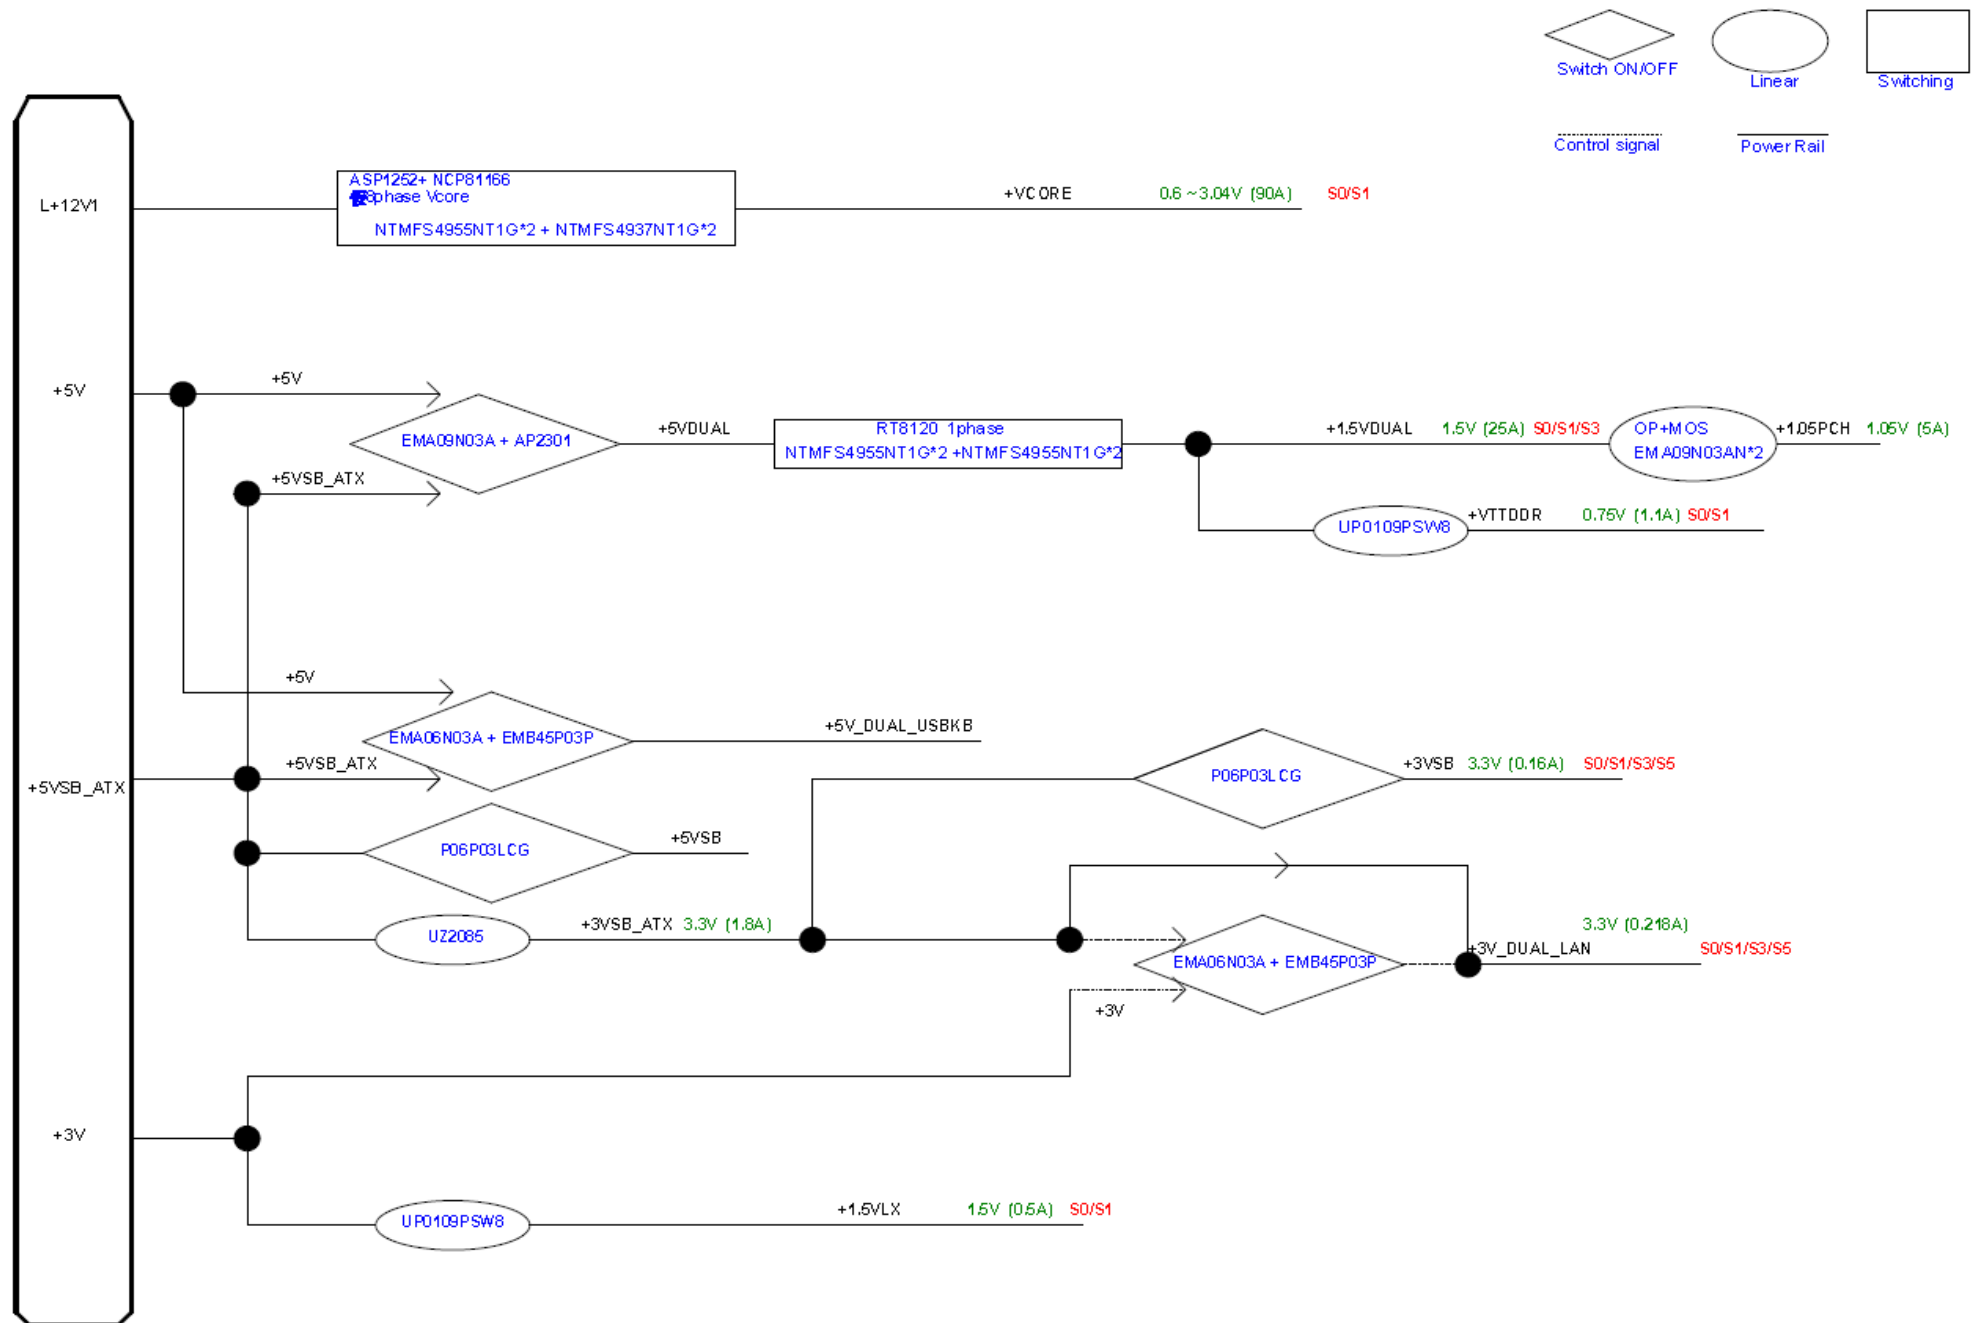 Switch ON/OFF
Linear
Switching
Control signal
Power Rail
L+12V1
ASP1252+ NCP81166
phase Vcore
NTMFS4955NT1G*2 + NTMFS4937NT1G*2
+VCORE
0.6 ~ 3.04V (90A)
S0/S1
+5V
+5V
EMA09N03A + AP2301
+5VSB_ATX
+5VDUAL
RT8120 1phase
NTMFS4955NT1G*2 +NTMFS4955NT1G*2
+1.5VDUAL
1.5V (25A)
S0/S1/S3
OP+MOS
EMA09N03AN*2
+1.05PCH
1.05V (5A)
UP0109PSW8
+VTTDDR
0.75V (1.1A)
S0/S1
+5V
EMA06N03A + EMB45P03P
+5V_DUAL_USBKB
+5VSB_ATX
+5VSB_ATX
P06P03LCG
+3VSB
3.3V (0.16A)
S0/S1/S3/S5
P06P03LCG
+5VSB
UZ2085
+3VSB_ATX
3.3V (1.8A)
EMA06N03A + EMB45P03P
3.3V (0.218A)
+3V_DUAL_LAN
S0/S1/S3/S5
+3V
+3V
UP0109PSW8
+1.5VLX
1.5V (0.5A)
S0/S1